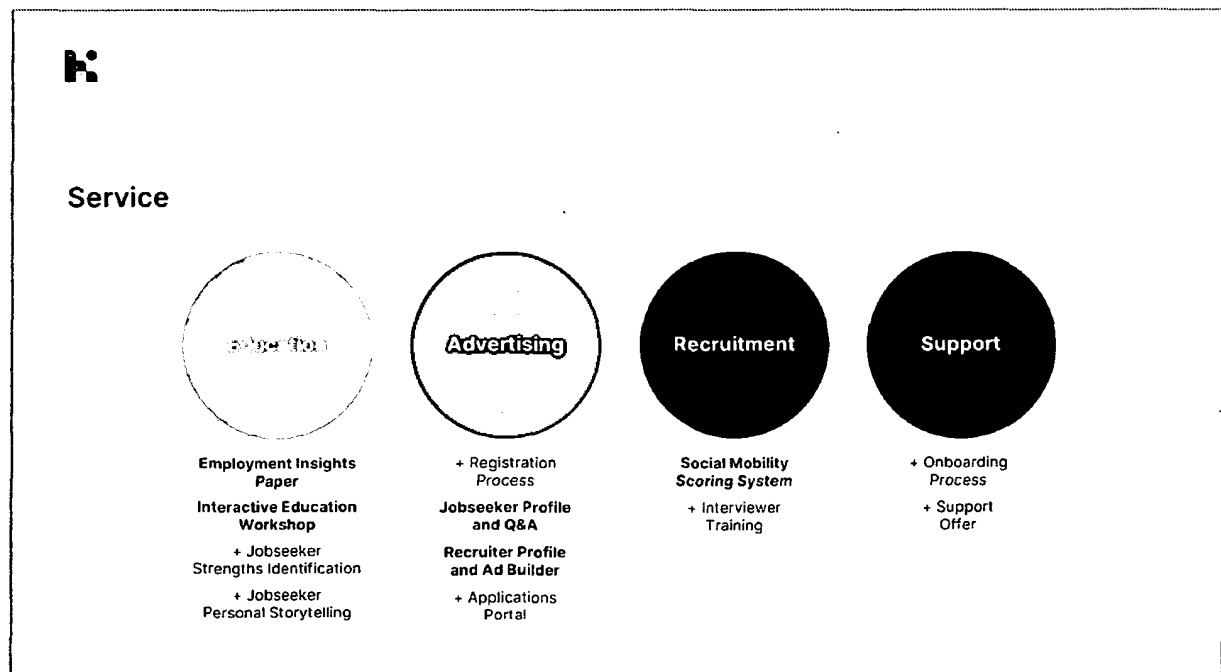 Service
Education
Advertising
Recruitment
Support
Employment Insights
Paper
Interactive Education
Workshop
+ Jobseeker
Strengths Identification
+ Jobseeker
Personal Storytelling
+ Registration
Process
Jobseeker Profile
and Q&A
Recruiter Profile
and Ad Builder
+ Applications
Portal
Social Mobility
Scoring System
+ Interviewer
Training
+ Onboarding
Process
+ Support
Offer